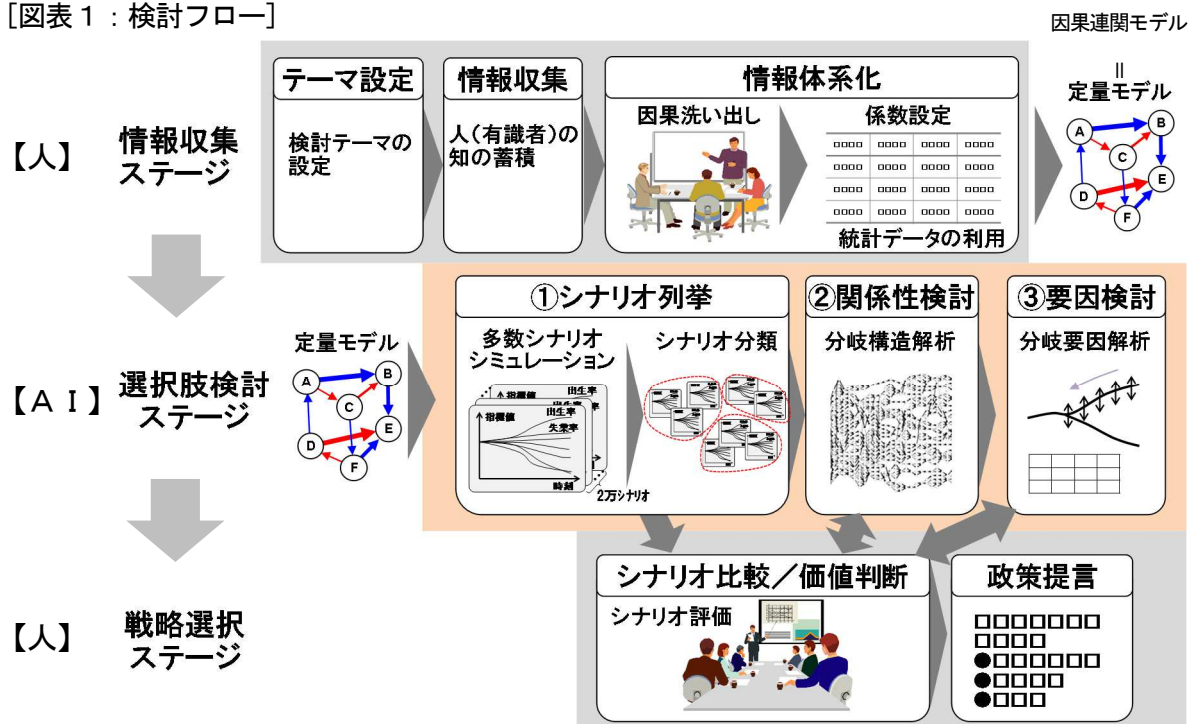 [図表１：検討フロー]
因果連関モデル
＝
定量モデル
テーマ設定
検討テーマの
設定
情報収集
人(有識者)の
知の蓄積
情報体系化
因果洗い出し
係数設定
□□□□ □□□□ □□□□ □□□□
□□□□ □□□□ □□□□ □□□□
□□□□ □□□□ □□□□ □□□□
□□□□ □□□□ □□□□ □□□□
統計データの利用
A
B
C
D
E
F
【人】
情報収集
ステージ
【ＡＩ】
選択肢検討
ステージ
定量モデル
A
B
C
D
E
F
①シナリオ列挙
多数シナリオ
シミュレーション
指標値
出生率
失業率
時刻
2万シナリオ
シナリオ分類
②関係性検討
分岐構造解析
③要因検討
分岐要因解析
【人】
戦略選択
ステージ
シナリオ比較／価値判断
シナリオ評価
政策提言
□□□□□□□
□□□□
●□□□□□□
●□□□□
●□□□